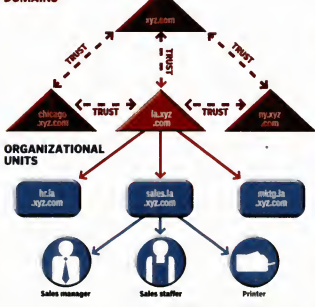 DOMAINS
xyz.com
TRUST
TRUST
TRUST
chicago
.xyz.com
TRUST
la.xyz
.com
TRUST
ny.xyz
.com
ORGANIZATIONAL
UNITS
hr.la
.xyz.com
sales.la
.xyz.com
mktg.la
.xyz.com
Sales manager
Sales staffer
Printer